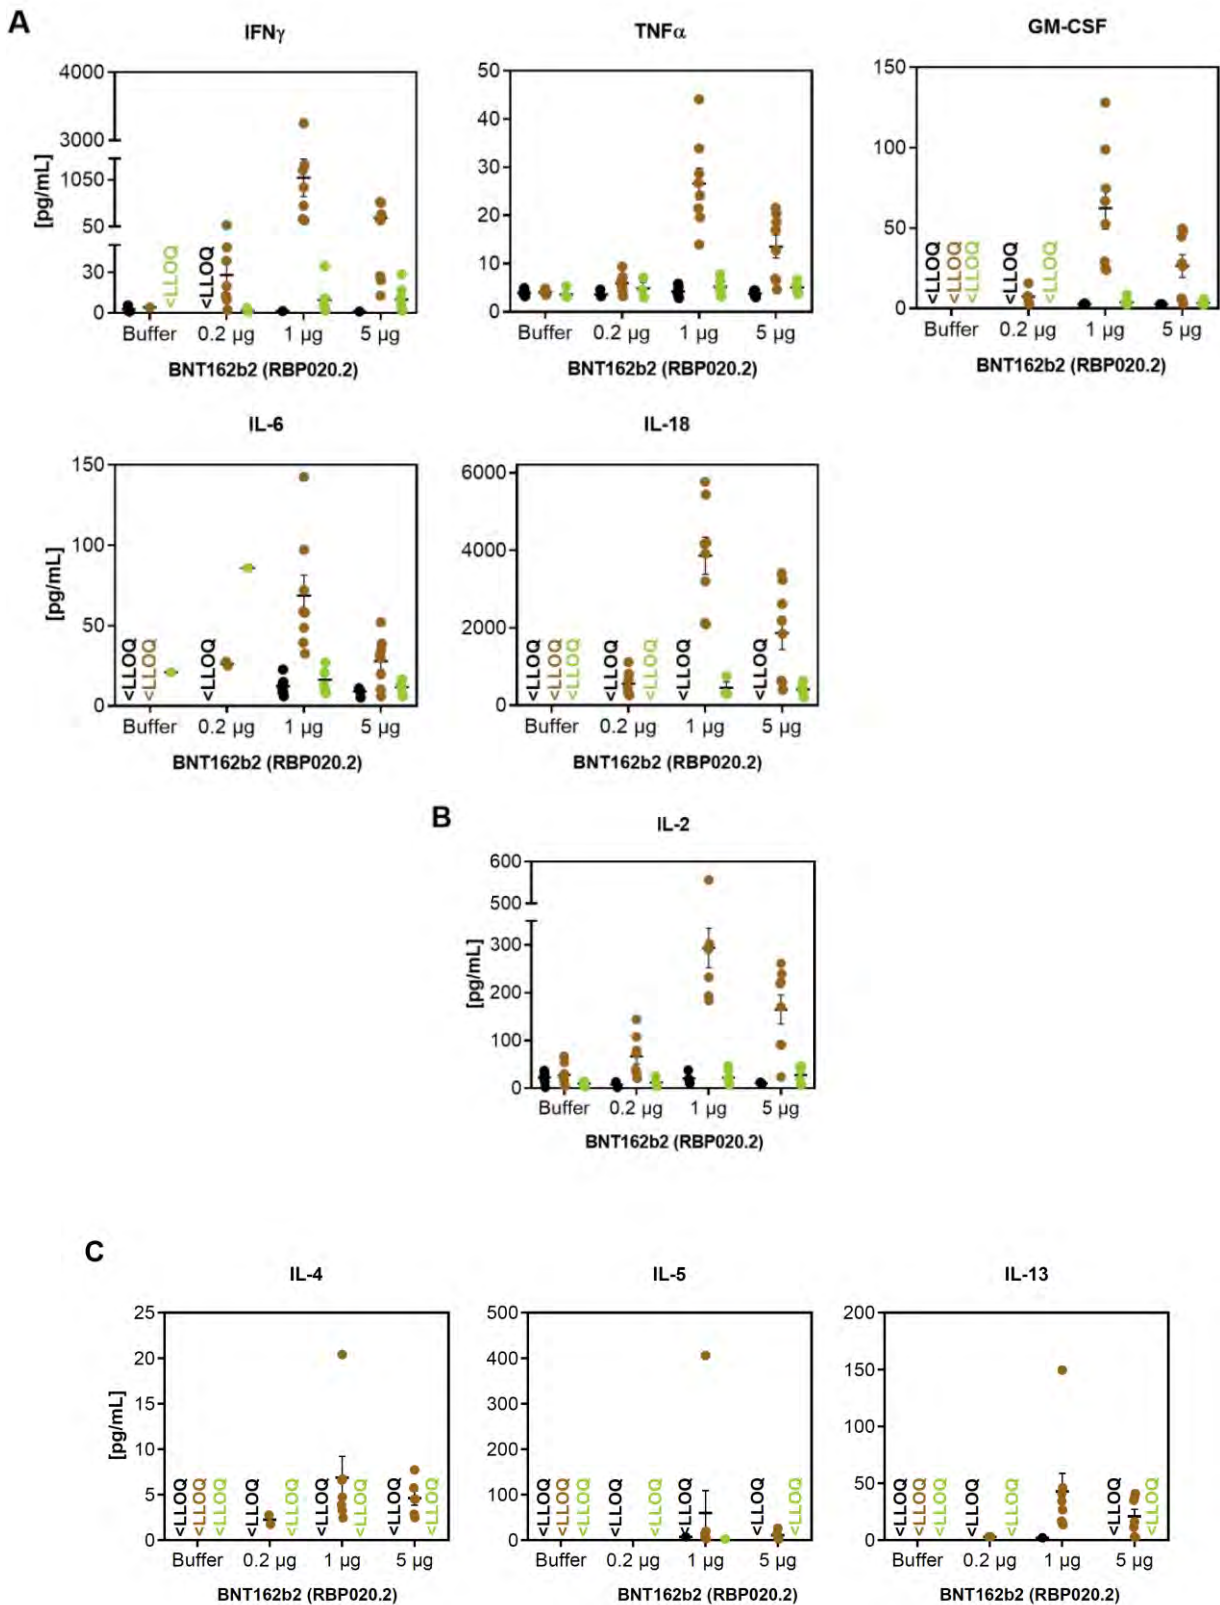 A
IFNγ
TNFα
GM-CSF
4000
3000
1050
50
30
0
[pg/mL]
<LLOQ
<LLOQ
Buffer 0.2 µg 1 µg 5 µg
BNT162b2 (RBP020.2)
50
40
30
20
10
0
Buffer 0.2 µg 1 µg 5 µg
BNT162b2 (RBP020.2)
150
100
50
0
<LLOQ
<LLOQ
<LLOQ
<LLOQ
<LLOQ
Buffer 0.2 µg 1 µg 5 µg
BNT162b2 (RBP020.2)
IL-6
IL-18
150
100
50
0
[pg/mL]
<LLOQ
<LLOQ
<LLOQ
Buffer 0.2 µg 1 µg 5 µg
BNT162b2 (RBP020.2)
6000
4000
2000
0
<LLOQ
<LLOQ
<LLOQ
<LLOQ
<LLOQ
<LLOQ
<LLOQ
Buffer 0.2 µg 1 µg 5 µg
BNT162b2 (RBP020.2)
B
IL-2
600
500
300
200
100
0
[pg/mL]
Buffer 0.2 µg 1 µg 5 µg
BNT162b2 (RBP020.2)
C
IL-4
IL-5
IL-13
25
20
15
10
5
0
[pg/mL]
<LLOQ
<LLOQ
<LLOQ
<LLOQ
<LLOQ
<LLOQ
<LLOQ
<LLOQ
<LLOQ
Buffer 0.2 µg 1 µg 5 µg
BNT162b2 (RBP020.2)
500
400
300
200
100
0
<LLOQ
<LLOQ
<LLOQ
<LLOQ
<LLOQ
<LLOQ
<LLOQ
<LLOQ
Buffer 0.2 µg 1 µg 5 µg
BNT162b2 (RBP020.2)
200
150
100
50
0
<LLOQ
<LLOQ
<LLOQ
<LLOQ
<LLOQ
<LLOQ
<LLOQ
<LLOQ
Buffer 0.2 µg 1 µg 5 µg
BNT162b2 (RBP020.2)